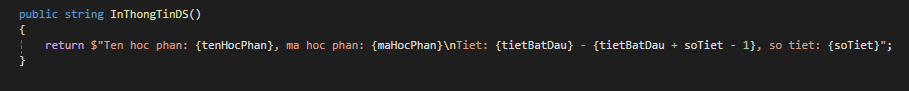 public string InThongTinDS()
{
return $"Ten hoc phan: {tenHocPhan}, ma hoc phan: {maHocPhan}\nTiet: {tietBatDau} - {tietBatDau + soTiet - 1}, so tiet: {soTiet}";
}